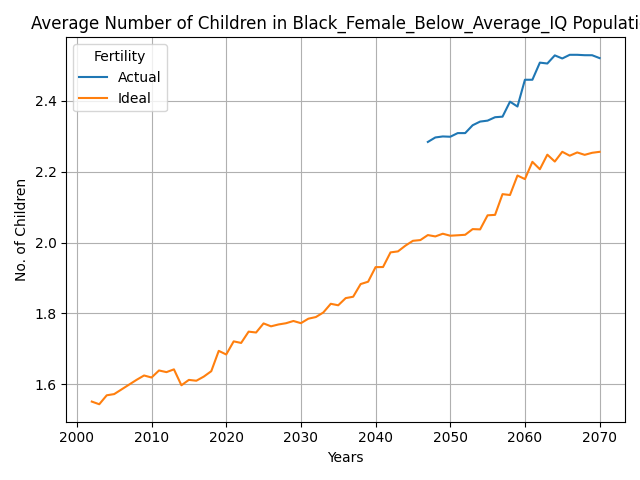 Average Number of Children in Black_Female_Below_Average_IQ Populati
Fertility
Actual
Ideal
No. of Children
2.4
2.2
2.0
1.8
1.6
2000 2010 2020 2030 2040 2050 2060 2070
Years